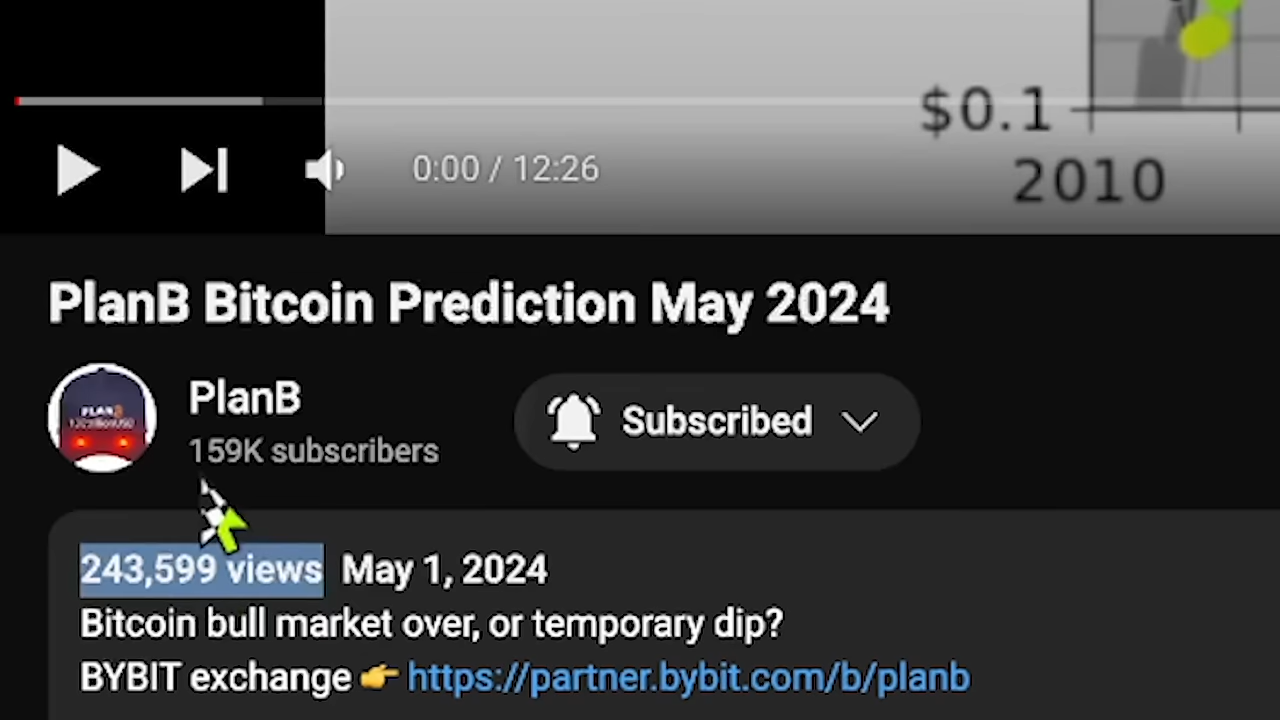 $0.1
2010
0:00 / 12:26
PlanB Bitcoin Prediction May 2024
PlanB
159K subscribers
Subscribed
243,599 views May 1, 2024
Bitcoin bull market over, or temporary dip?
BYBIT exchange 👉 https://partner.bybit.com/b/planb